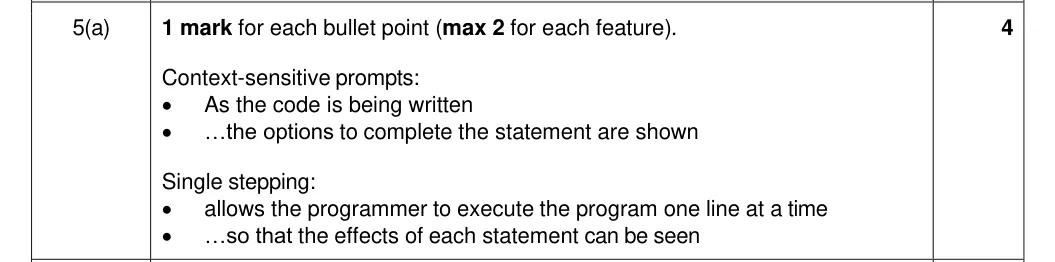 5(a) 1 mark for each bullet point (max 2 for each feature). 4
Context-sensitive prompts:
• As the code is being written
• …the options to complete the statement are shown
Single stepping:
• allows the programmer to execute the program one line at a time
• …so that the effects of each statement can be seen